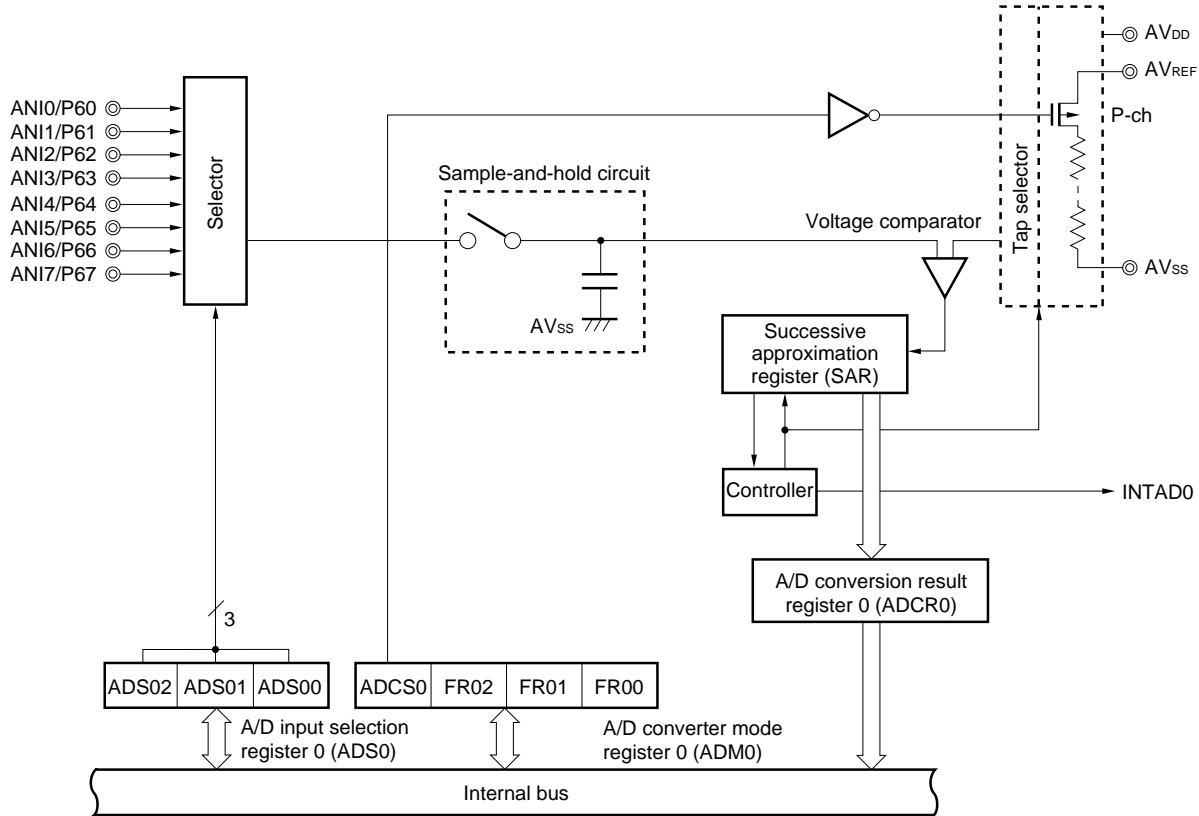 AVDD
AVREF
P-ch
AVSS
Tap selector
ANI0/P60
ANI1/P61
ANI2/P62
ANI3/P63
ANI4/P64
ANI5/P65
ANI6/P66
ANI7/P67
Selector
Sample-and-hold circuit
AVSS
Voltage comparator
Successive
approximation
register (SAR)
Controller
INTAD0
A/D conversion result
register 0 (ADCR0)
3
ADS02 ADS01 ADS00
ADCS0 FR02 FR01 FR00
A/D input selection
register 0 (ADS0)
A/D converter mode
register 0 (ADM0)
Internal bus